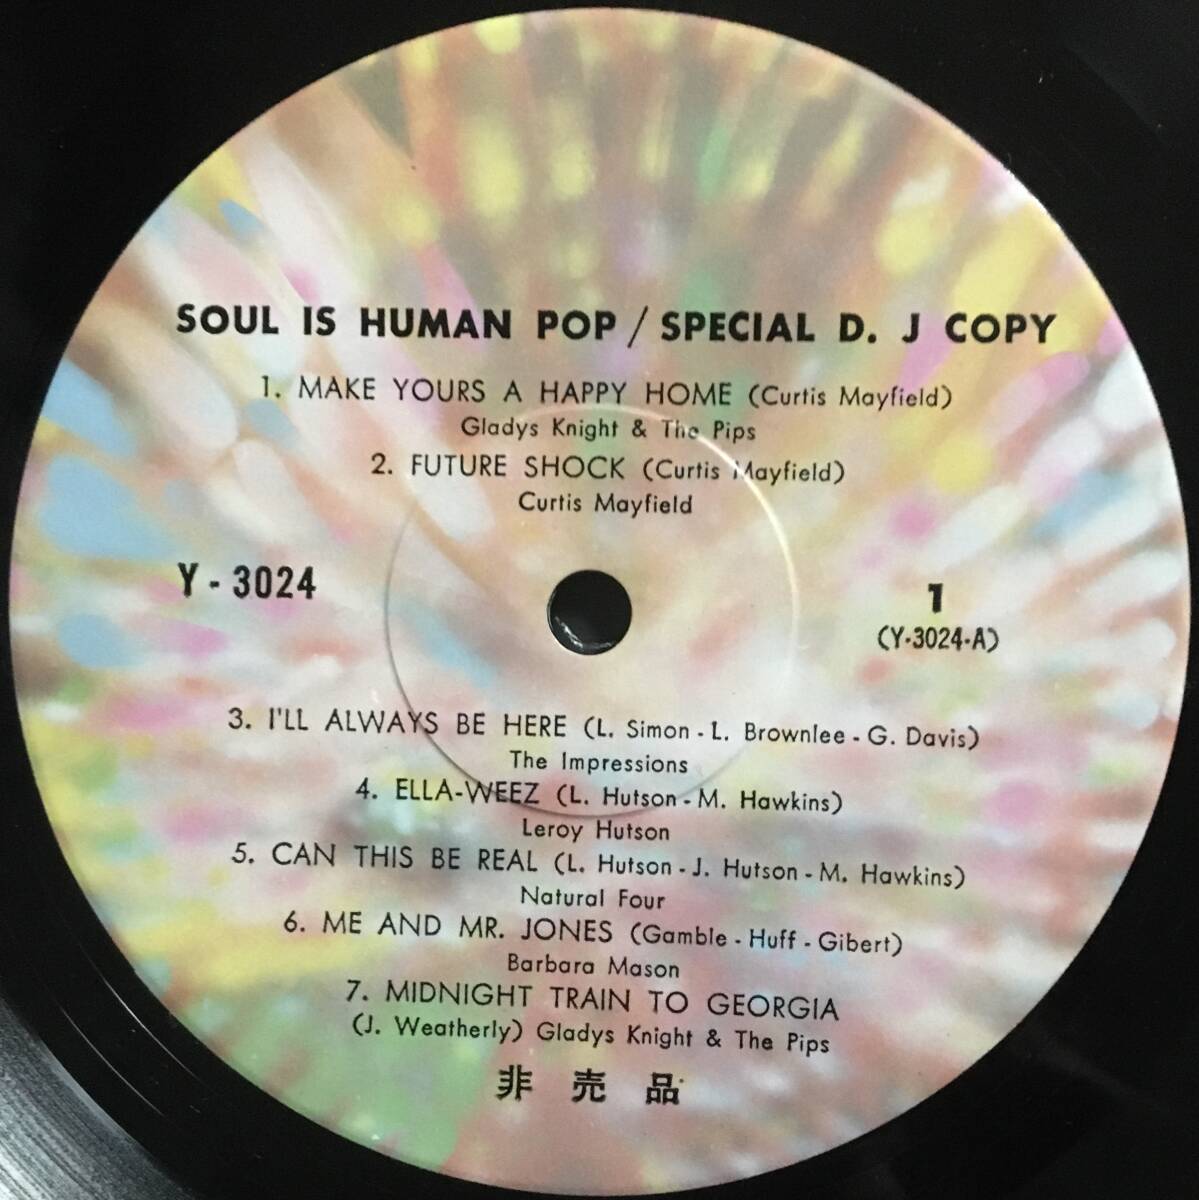 SOUL IS HUMAN POP / SPECIAL D. J COPY
1. MAKE YOURS A HAPPY HOME (Curtis Mayfield)
Gladys Knight & The Pips
2. FUTURE SHOCK (Curtis Mayfield)
Curtis Mayfield
Y - 3024
1
(Y-3024-A)
3. I'LL ALWAYS BE HERE (L. Simon - L. Brownlee - G. Davis)
The Impressions
4. ELLA-WEEZ (L. Hutson - M. Hawkins)
Leroy Hutson
5. CAN THIS BE REAL (L. Hutson - J. Hutson - M. Hawkins)
Natural Four
6. ME AND MR. JONES (Gamble - Huff - Gibert)
Barbara Mason
7. MIDNIGHT TRAIN TO GEORGIA
(J. Weatherly) Gladys Knight & The Pips
非売品